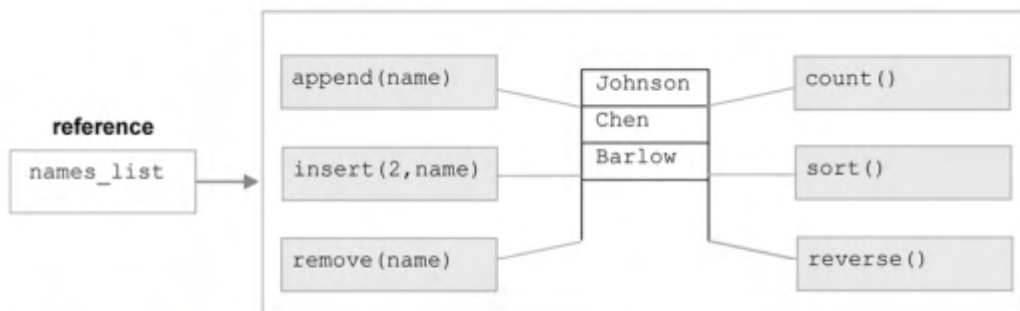 reference
names_list
append(name)
insert(2,name)
remove(name)
Johnson
Chen
Barlow
count()
sort()
reverse()